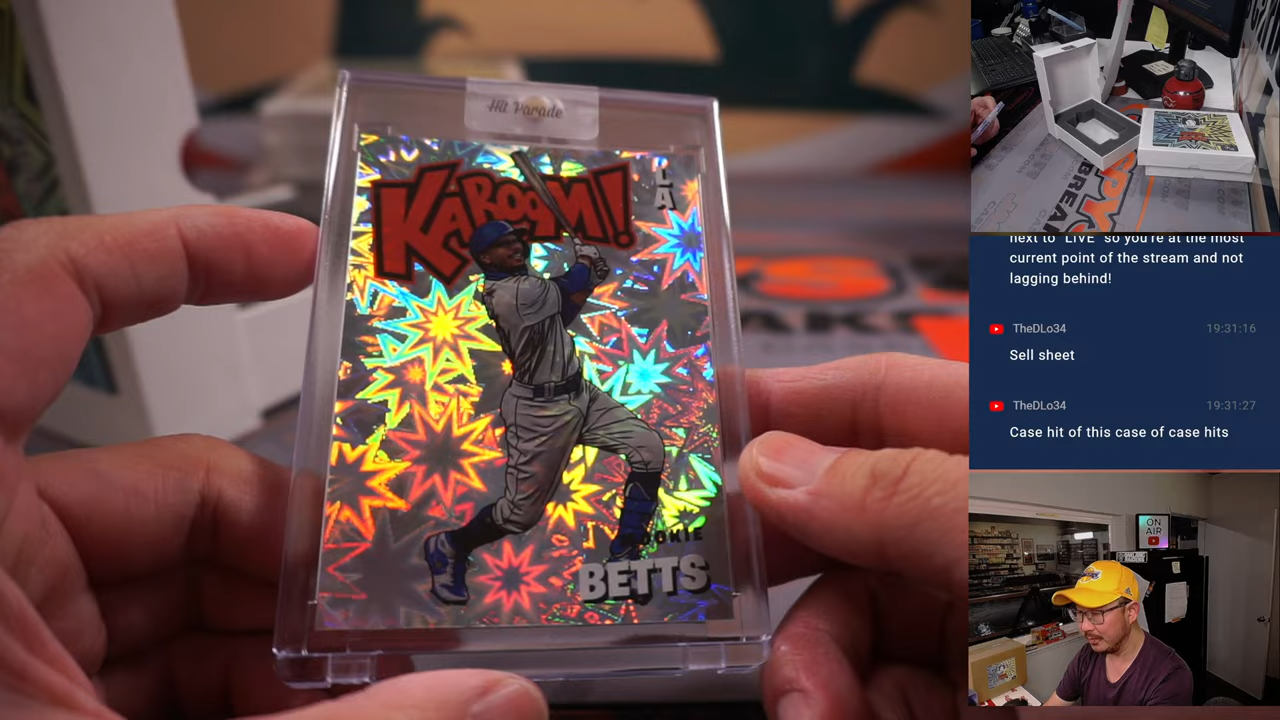 Hit Parade
KABOOM!
LA
OKIE
BETTS
next to "LIVE" so you're at the most
current point of the stream and not
lagging behind!
TheDLo34 19:31:16
Sell sheet
TheDLo34 19:31:27
Case hit of this case of case hits
ON
AIR
BREAK